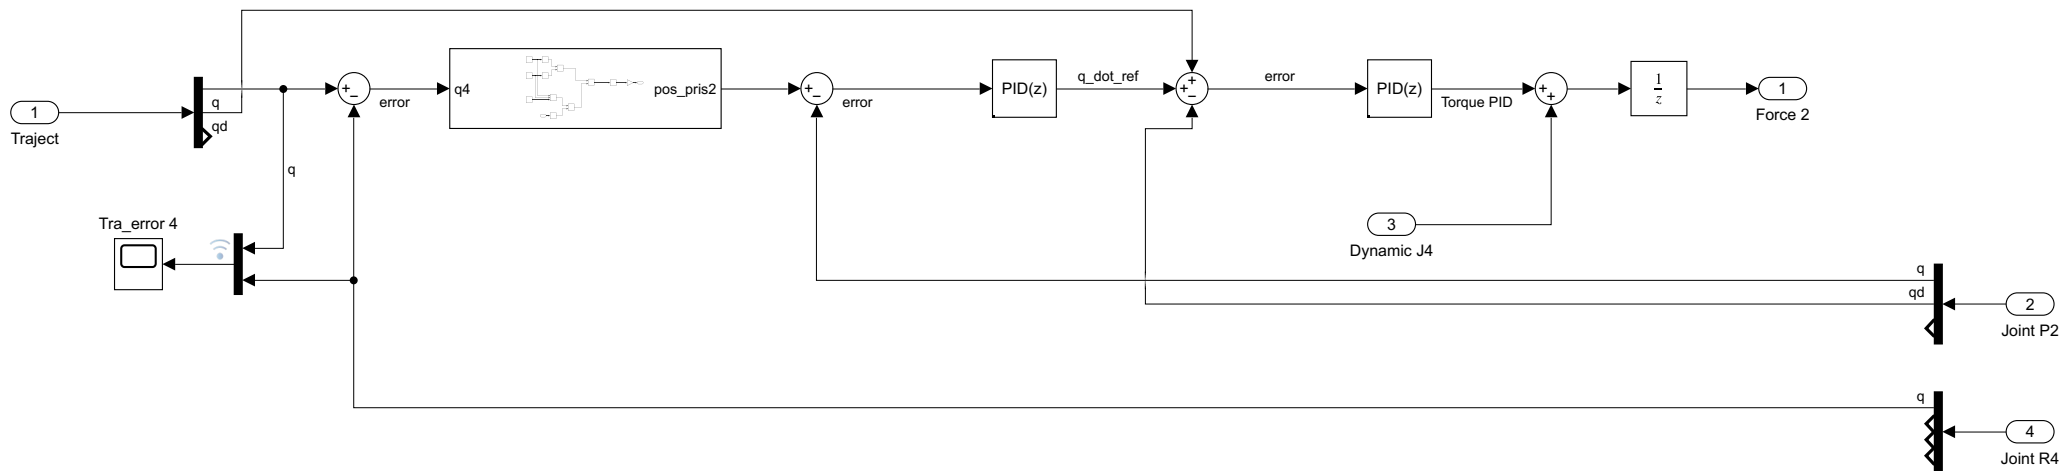 q4
pos_pris2
PID(z)
q_dot_ref
error
PID(z)
Torque PID
1
z
1
Force 2
1
Traject
q
qd
+
−
error
+
−
error
+
+
−
+
+
q
Tra_error 4
3
Dynamic J4
q
qd
2
Joint P2
q
4
Joint R4